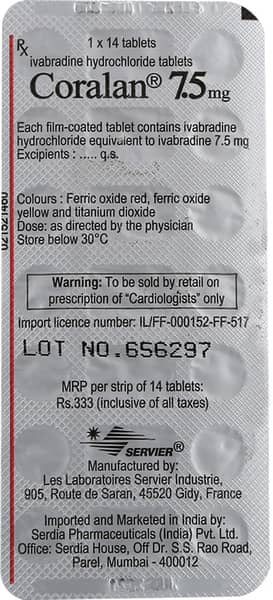 Rx
1 x 14 tablets
ivabradine hydrochloride tablets
Coralan® 7.5mg
Each film-coated tablet contains ivabradine
hydrochloride equivalent to ivabradine 7.5 mg
Excipients : ..... q.s.
Colours : Ferric oxide red, ferric oxide
yellow and titanium dioxide
Dose: as directed by the physician
Store below 30°C
Warning: To be sold by retail on
prescription of "Cardiologists" only
Import licence number: IL/FF-000152-FF-517
LOT NO.656297
MRP per strip of 14 tablets:
Rs.333 (inclusive of all taxes)
SERVIER®
Manufactured by:
Les Laboratoires Servier Industrie,
905, Route de Saran, 45520 Gidy, France
Imported and Marketed in India by:
Serdia Pharmaceuticals (India) Pvt. Ltd.
Office: Serdia House, Off Dr. S.S. Rao Road,
Parel, Mumbai - 400012